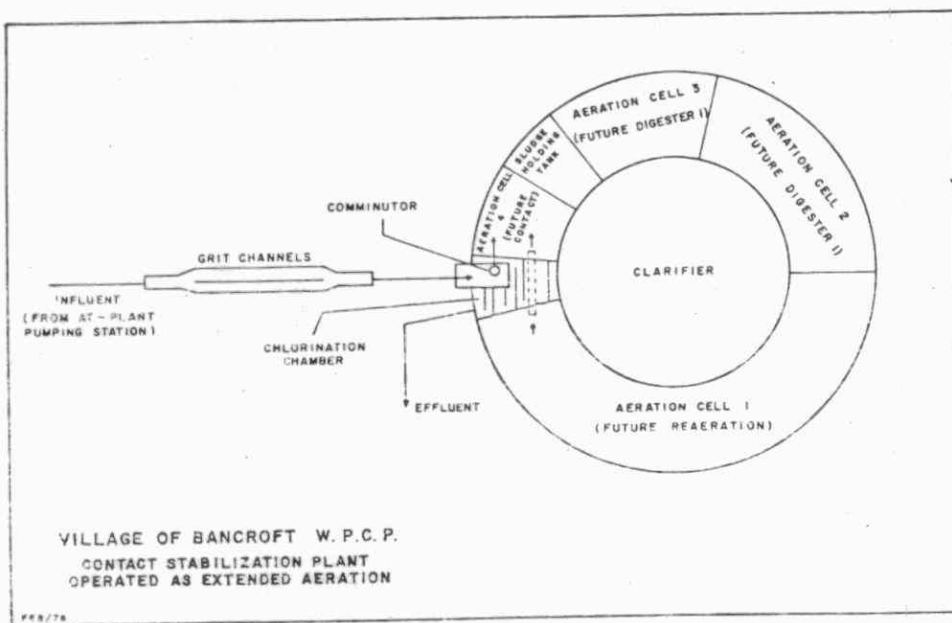 AERATION CELL 3
(FUTURE DIGESTER I)
AERATION CELL 2
(FUTURE DIGESTER I)
SLUDGE
HOLDING
TANK
AERATION CELL
4
(FUTURE
CONTACT)
COMMINUTOR
GRIT CHANNELS
CLARIFIER
INFLUENT
(FROM AT-PLANT
PUMPING STATION)
CHLORINATION
CHAMBER
EFFLUENT
AERATION CELL I
(FUTURE REAERATION)
VILLAGE OF BANCROFT W.P.C.P.
CONTACT STABILIZATION PLANT
OPERATED AS EXTENDED AERATION
FEB/78